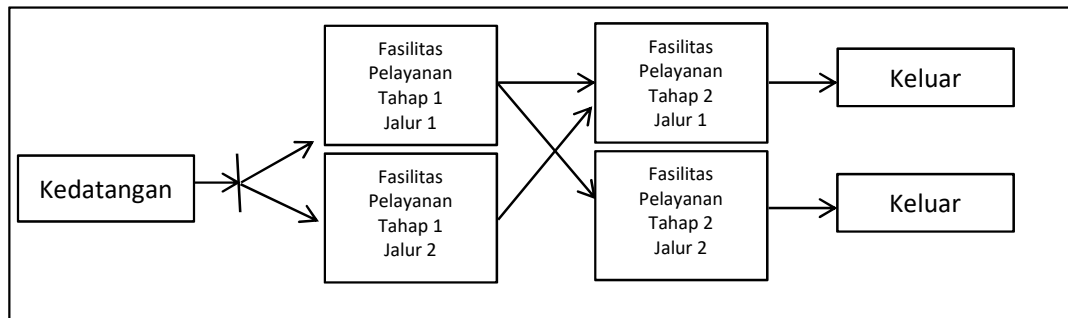 Fasilitas
Pelayanan
Tahap 1
Jalur 1
Fasilitas
Pelayanan
Tahap 2
Jalur 1
Keluar
Kedatangan
Fasilitas
Pelayanan
Tahap 1
Jalur 2
Fasilitas
Pelayanan
Tahap 2
Jalur 2
Keluar